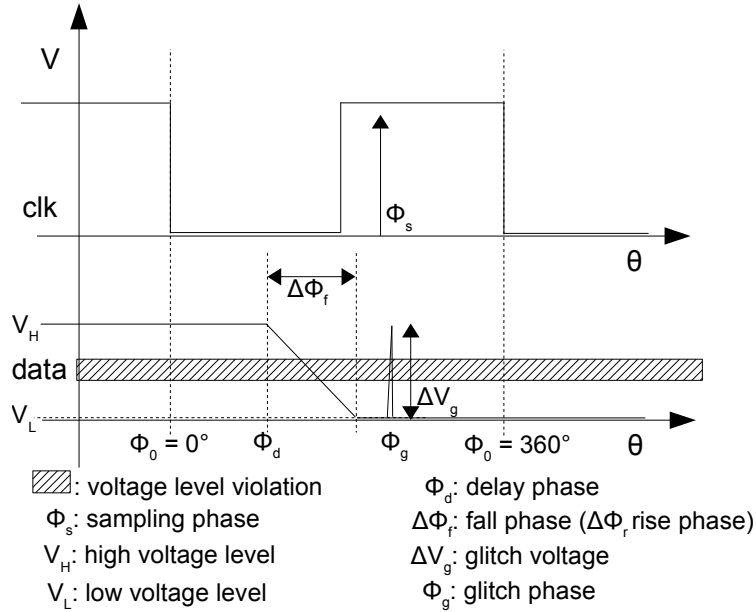 V
clk
Φs
θ
ΔΦf
VH
data
ΔVg
VL
Φ0 = 0°
Φd
Φg
Φ0 = 360°
θ
: voltage level violation
Φs: sampling phase
VH: high voltage level
VL: low voltage level
Φd: delay phase
ΔΦf: fall phase (ΔΦr rise phase)
ΔVg: glitch voltage
Φg: glitch phase